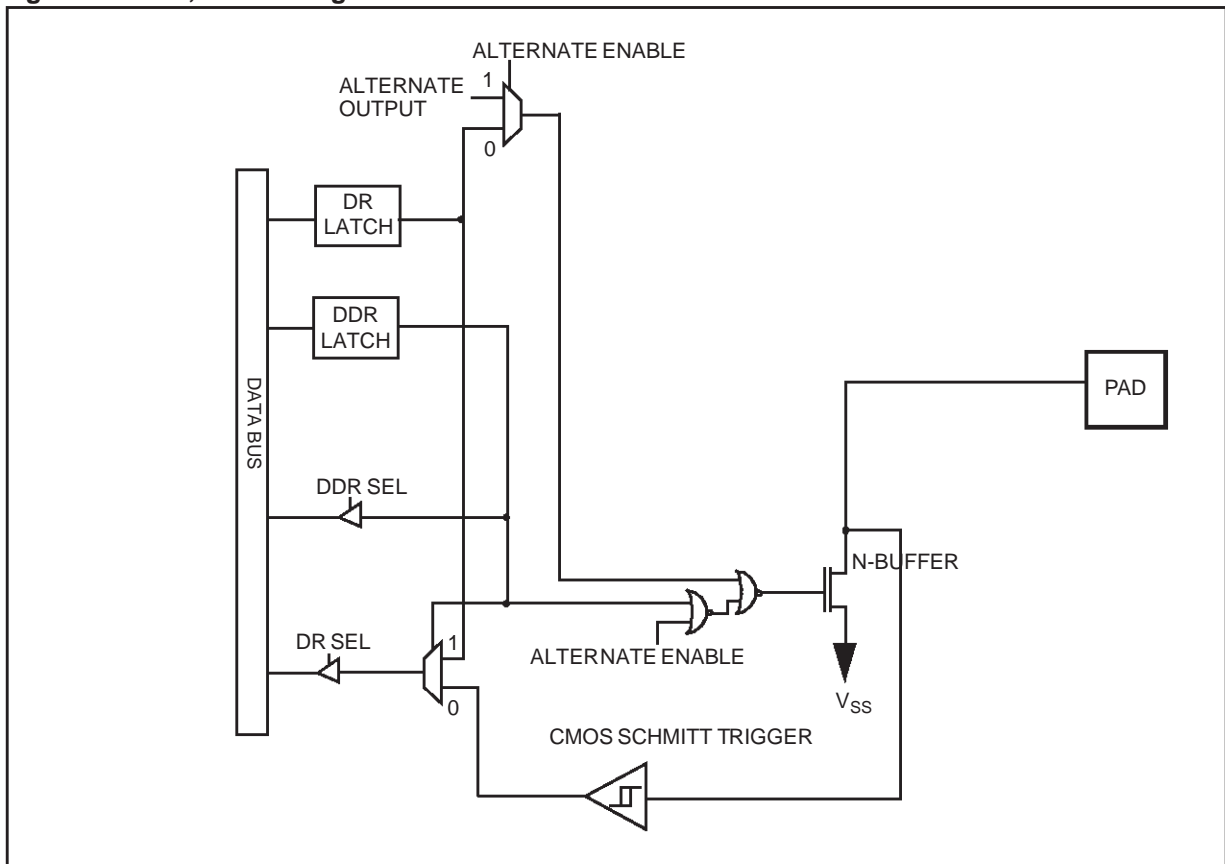 ALTERNATE ENABLE
ALTERNATE
OUTPUT
1
0
DR
LATCH
DDR
LATCH
DATA BUS
PAD
DDR SEL
N-BUFFER
DR SEL
1
0
ALTERNATE ENABLE
VSS
CMOS SCHMITT TRIGGER